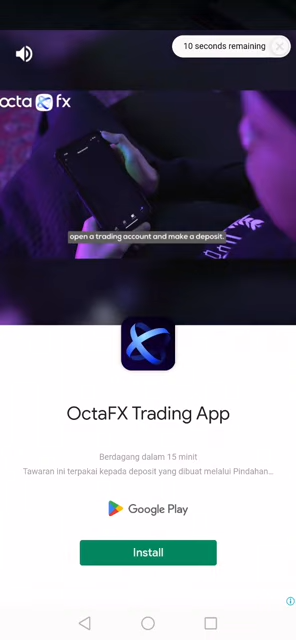 10 seconds remaining
octa fx
open a trading account and make a deposit.
OctaFX Trading App
Berdagang dalam 15 minit
Tawaran ini terpakai kepada deposit yang dibuat melalui Pindahan...
Google Play
Install